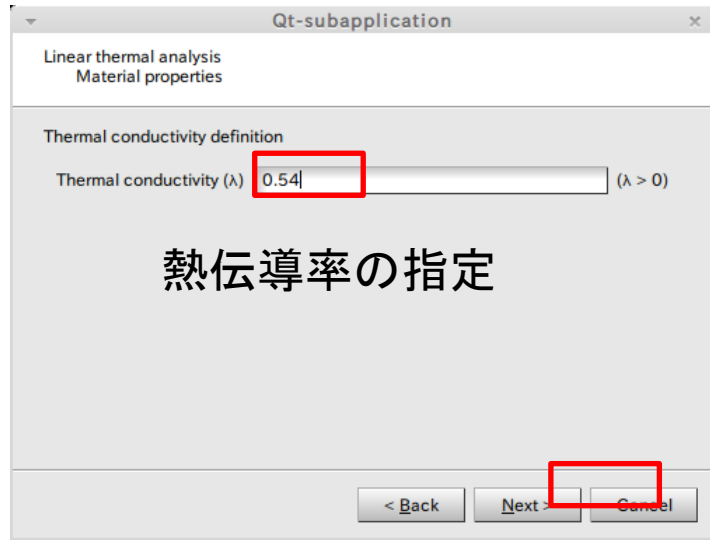 Qt-subapplication
Linear thermal analysis
Material properties
Thermal conductivity definition
Thermal conductivity (λ) 0.54 (λ > 0)
熱伝導率の指定
< Back Next > Cancel